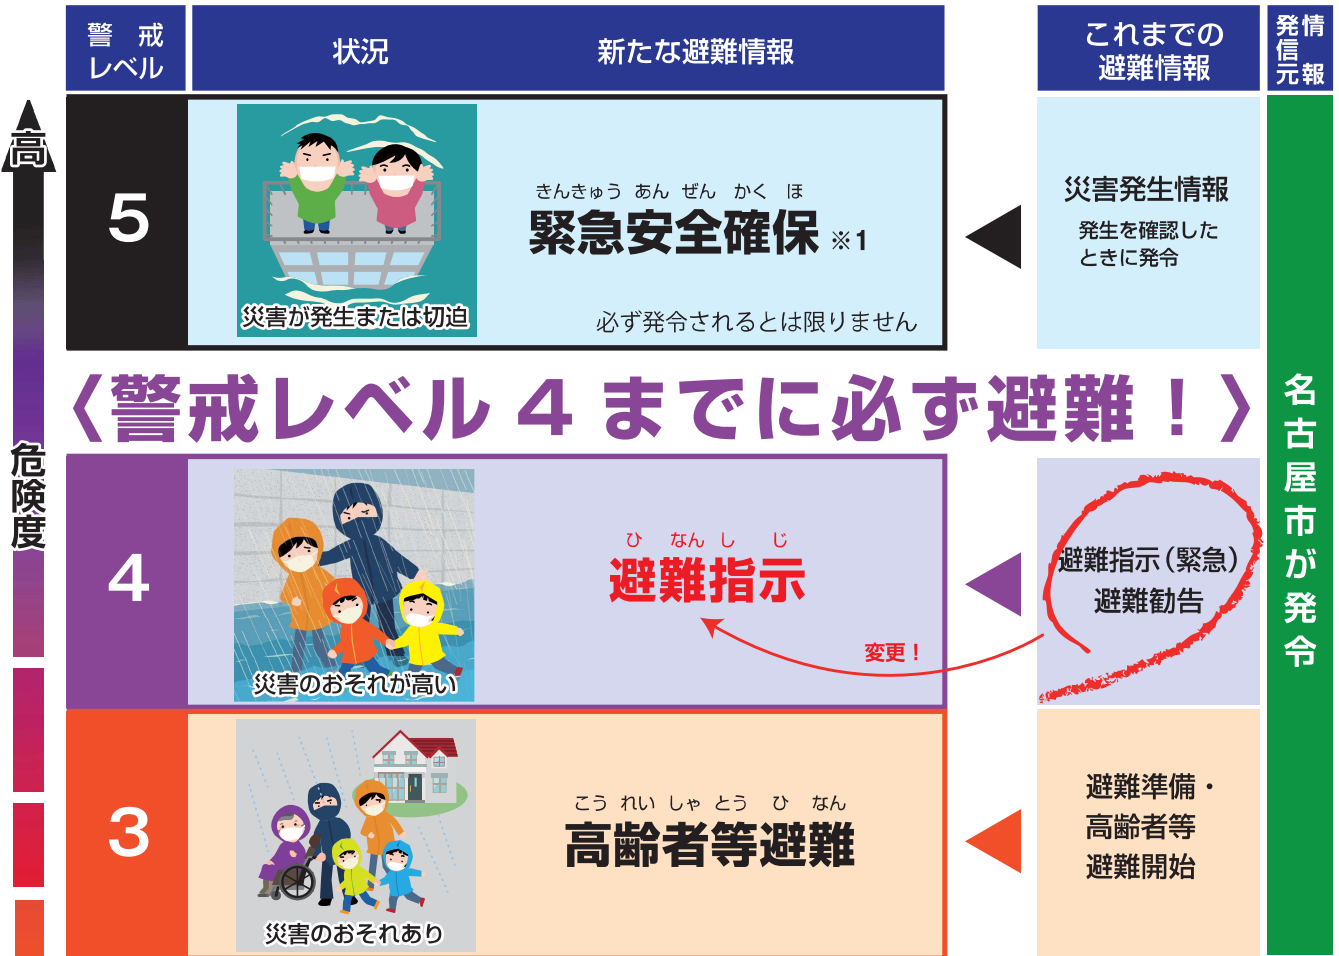 警戒
レベル
状況
新たな避難情報
これまでの
避難情報
情報
発信元
高
危険度
5
災害が発生または切迫
きんきゅう あん ぜん かく ほ
緊急安全確保 ※1
必ず発令されるとは限りません
災害発生情報
発生を確認した
ときに発令
〈警戒レベル4までに必ず避難！〉
4
災害のおそれが高い
ひ なん し じ
避難指示
変更！
避難指示（緊急）
避難勧告
3
災害のおそれあり
こう れい しゃ とう ひ なん
高齢者等避難
避難準備・
高齢者等
避難開始
名古屋市が発令